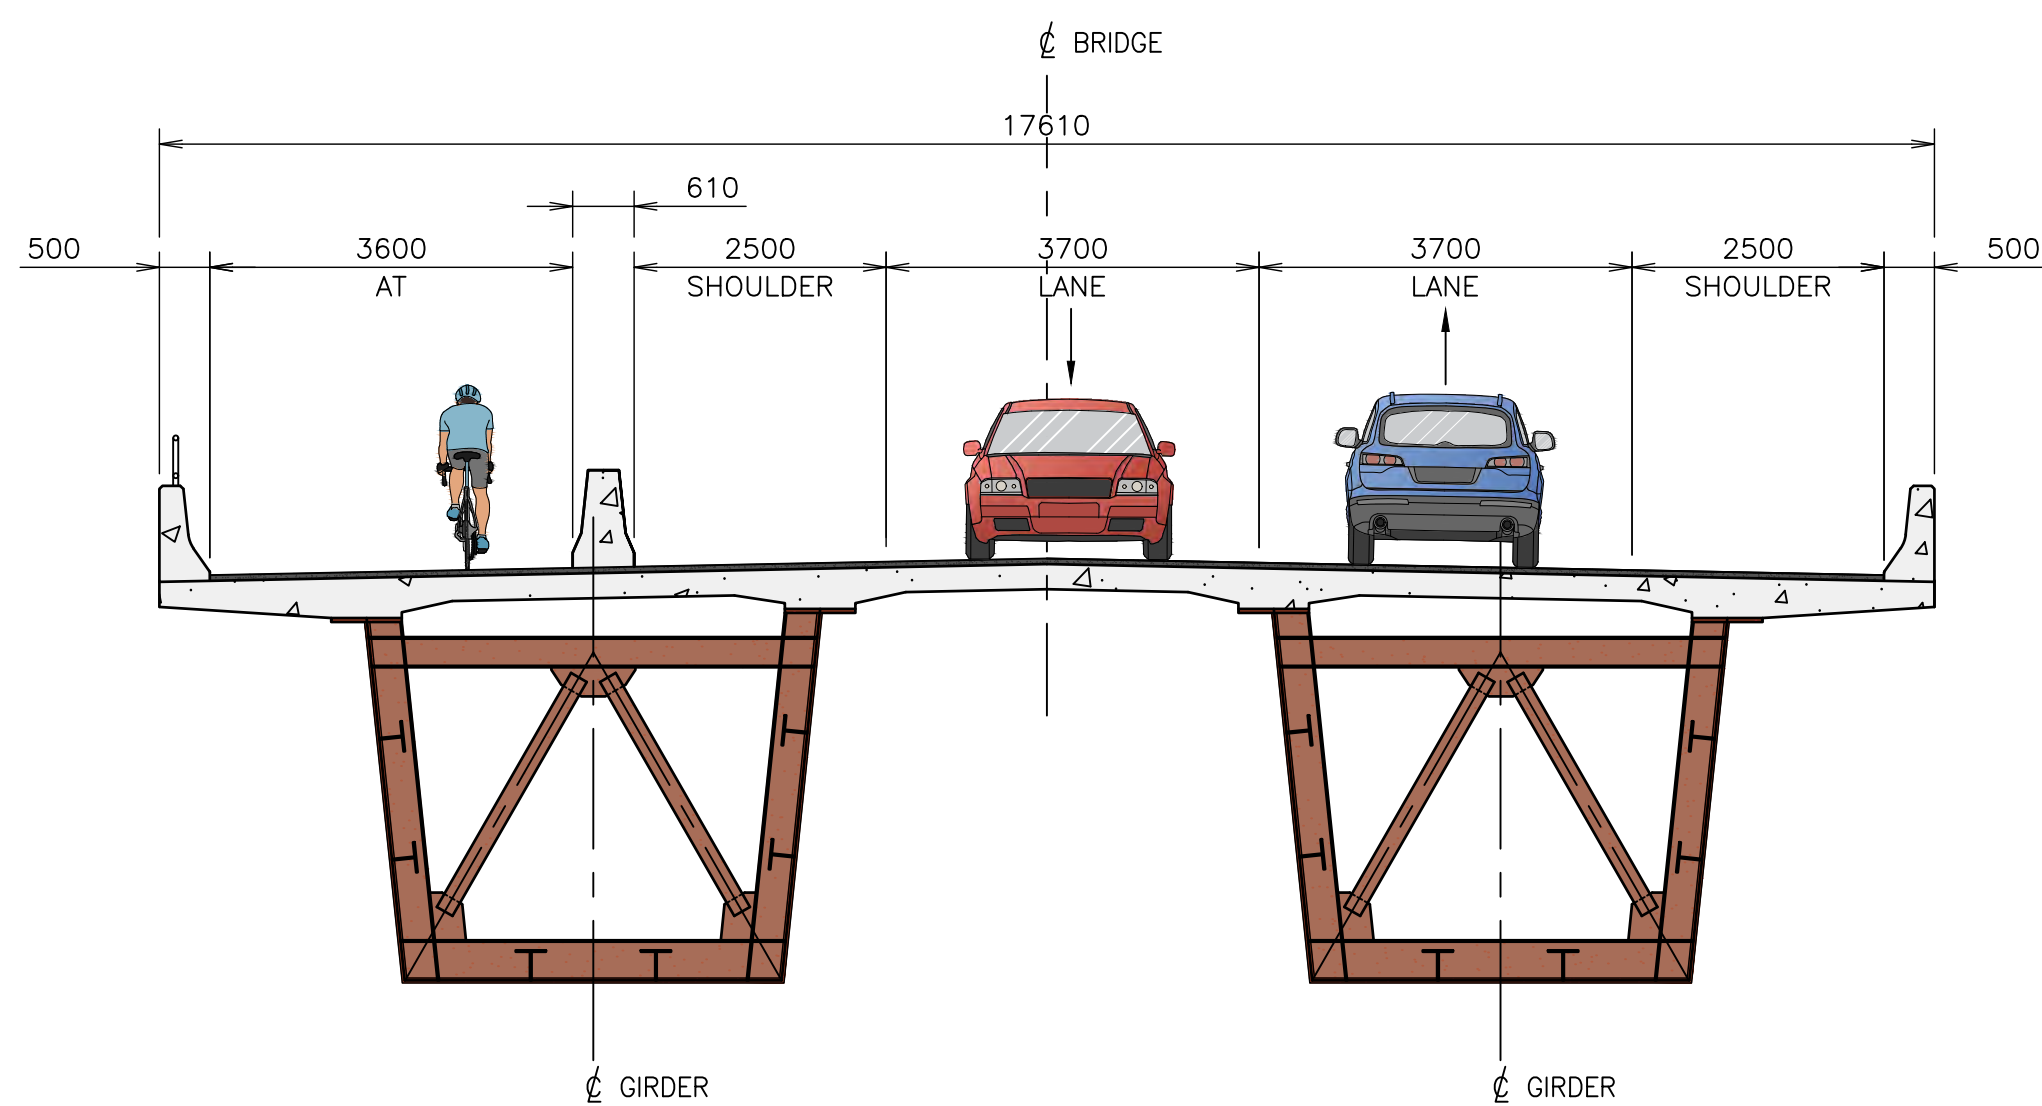 ℄ BRIDGE
17610
610
500 3600 2500 3700 3700 2500 500
AT SHOULDER LANE LANE SHOULDER
℄ GIRDER ℄ GIRDER